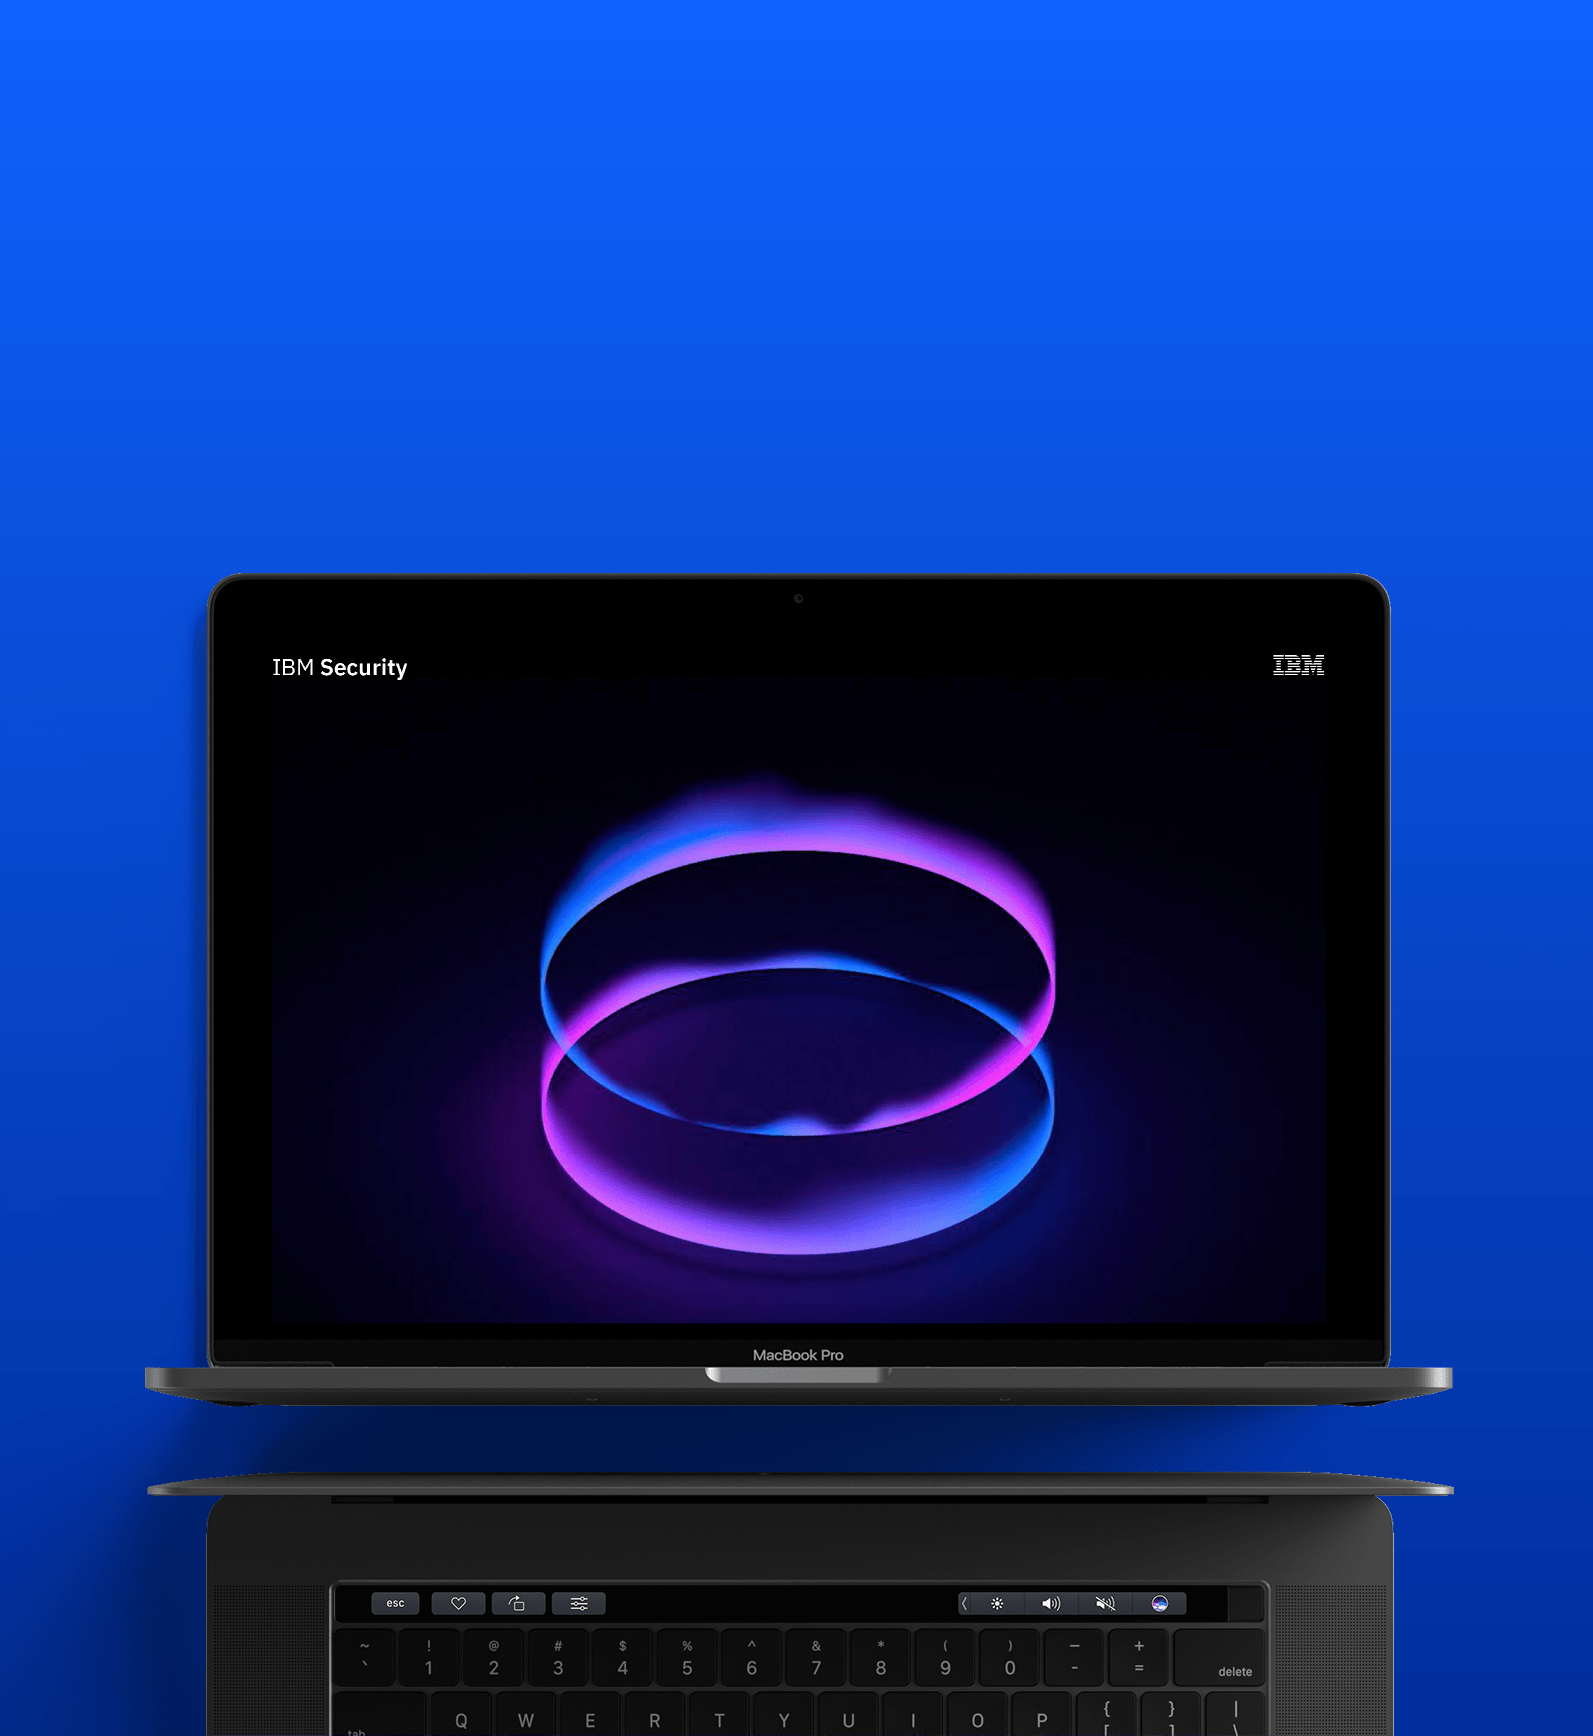 IBM Security
IBM
MacBook Pro
esc
~ ! @ # $ % ^ & * ( ) — +
` 1 2 3 4 5 6 7 8 9 0 - = delete
tab Q W E R T Y U I O P { } |
[ ] \